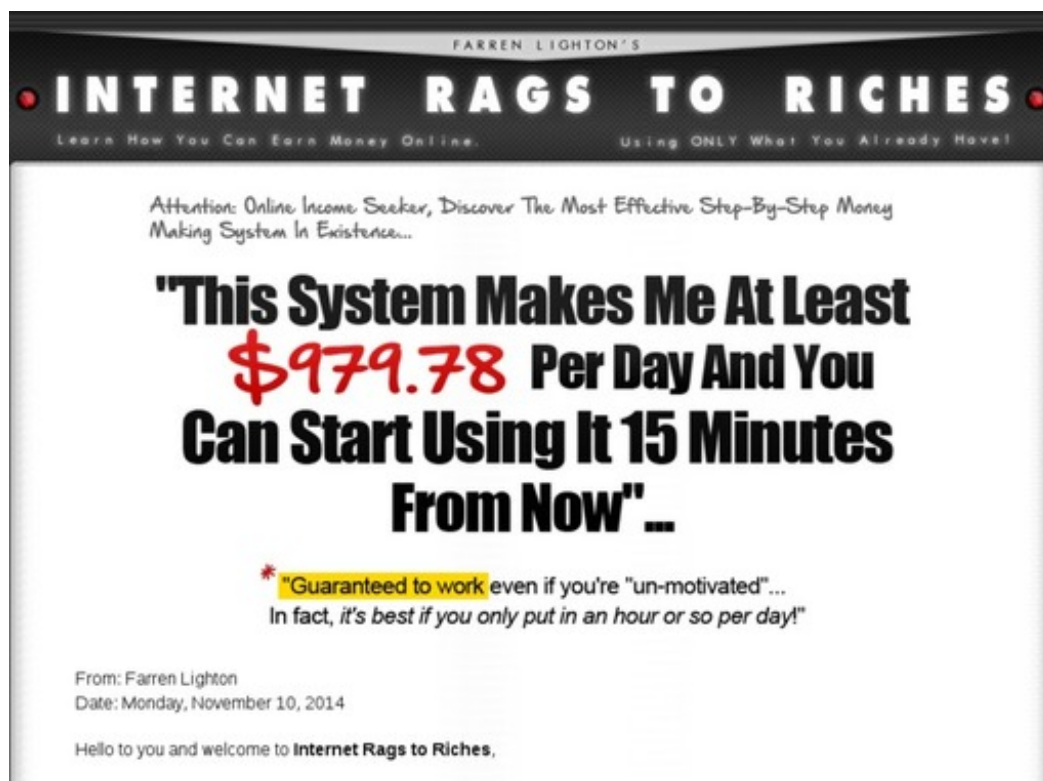 FARREN LIGHTON'S
INTERNET RAGS TO RICHES
Learn How You Can Earn Money Online. Using ONLY What You Already Have!
Attention: Online Income Seeker, Discover The Most Effective Step-By-Step Money
Making System In Existence...
"This System Makes Me At Least
$979.78 Per Day And You
Can Start Using It 15 Minutes
From Now"...
* "Guaranteed to work even if you're "un-motivated"...
In fact, it's best if you only put in an hour or so per day!"
From: Farren Lighton
Date: Monday, November 10, 2014
Hello to you and welcome to Internet Rags to Riches,